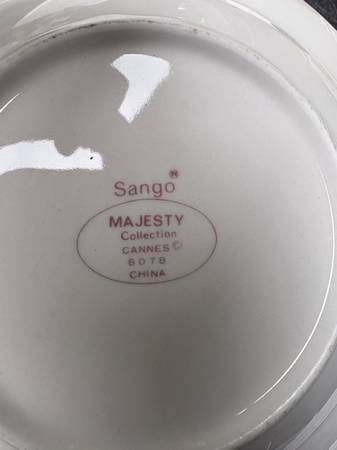 Sango®
MAJESTY
Collection
CANNES©
8078
CHINA